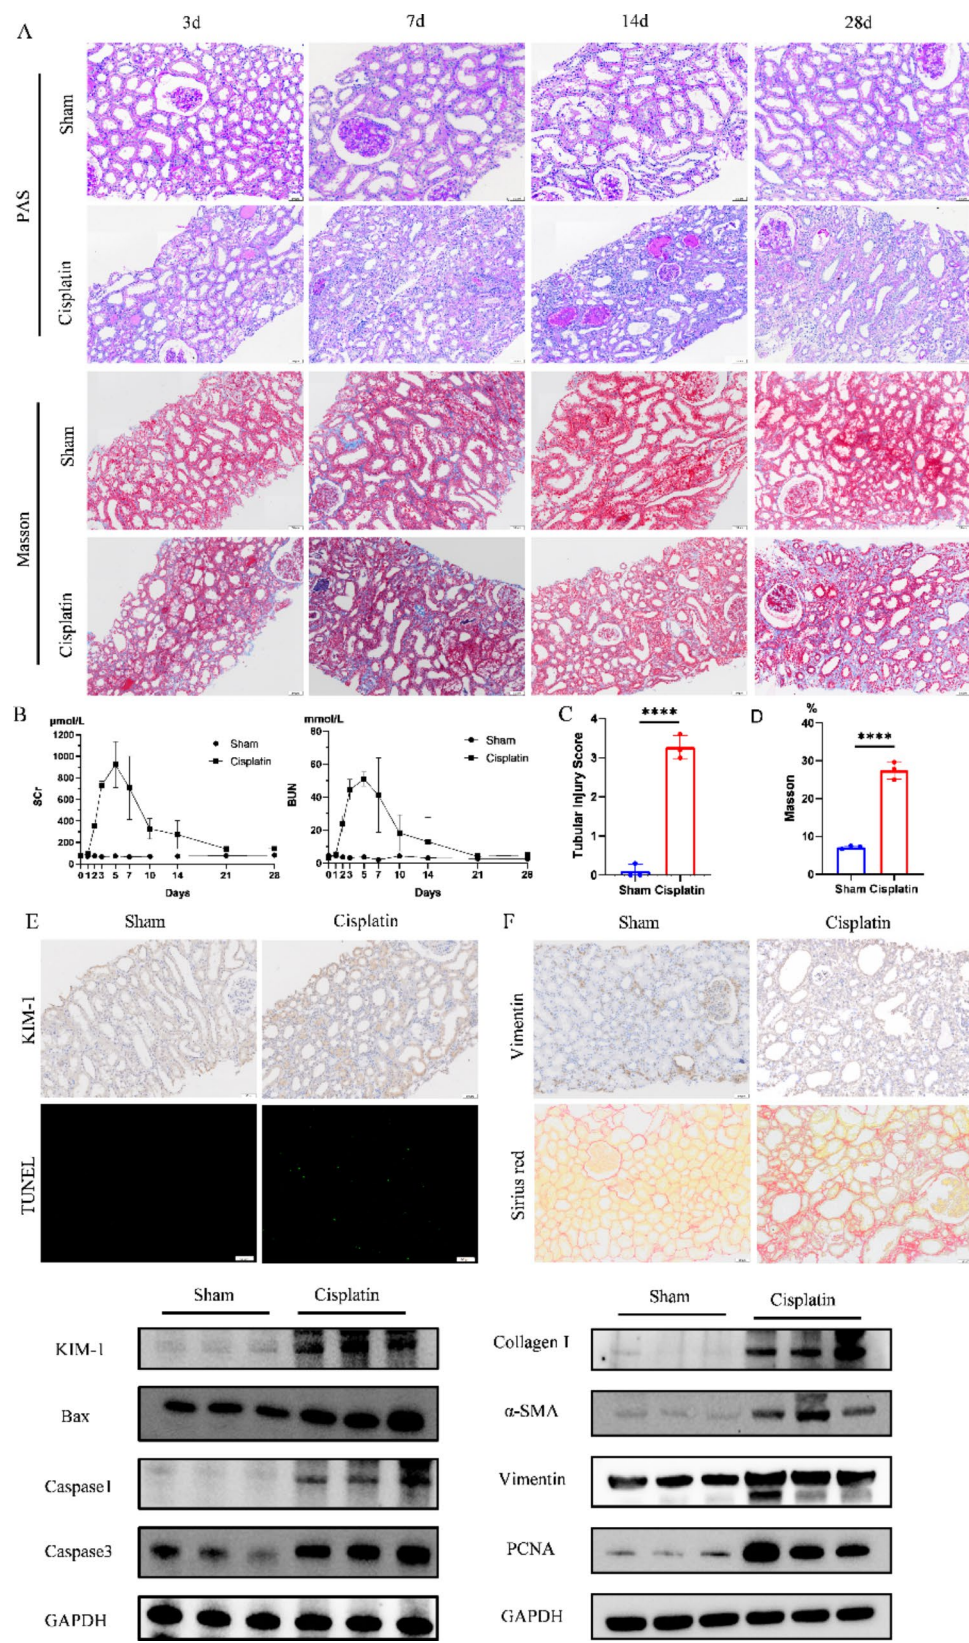 A
3d 7d 14d 28d
PAS
Sham
Cisplatin
Masson
Sham
Cisplatin
B
µmol/L
SCr
1200
1000
800
600
400
200
0
0 1 2 3 5 7 10 14 21 28
Days
Sham
Cisplatin
mmol/L
BUN
60
40
20
0
0 1 2 3 5 7 10 14 21 28
Days
Sham
Cisplatin
C
Tubular Injury Score
4
3
2
1
0
****
Sham Cisplatin
D
%
Masson
40
30
20
10
0
****
Sham Cisplatin
E
Sham Cisplatin
KIM-1
TUNEL
F
Sham Cisplatin
Vimentin
Sirius red
Sham Cisplatin
KIM-1
Bax
Caspase1
Caspase3
GAPDH
Sham Cisplatin
Collagen I
α-SMA
Vimentin
PCNA
GAPDH